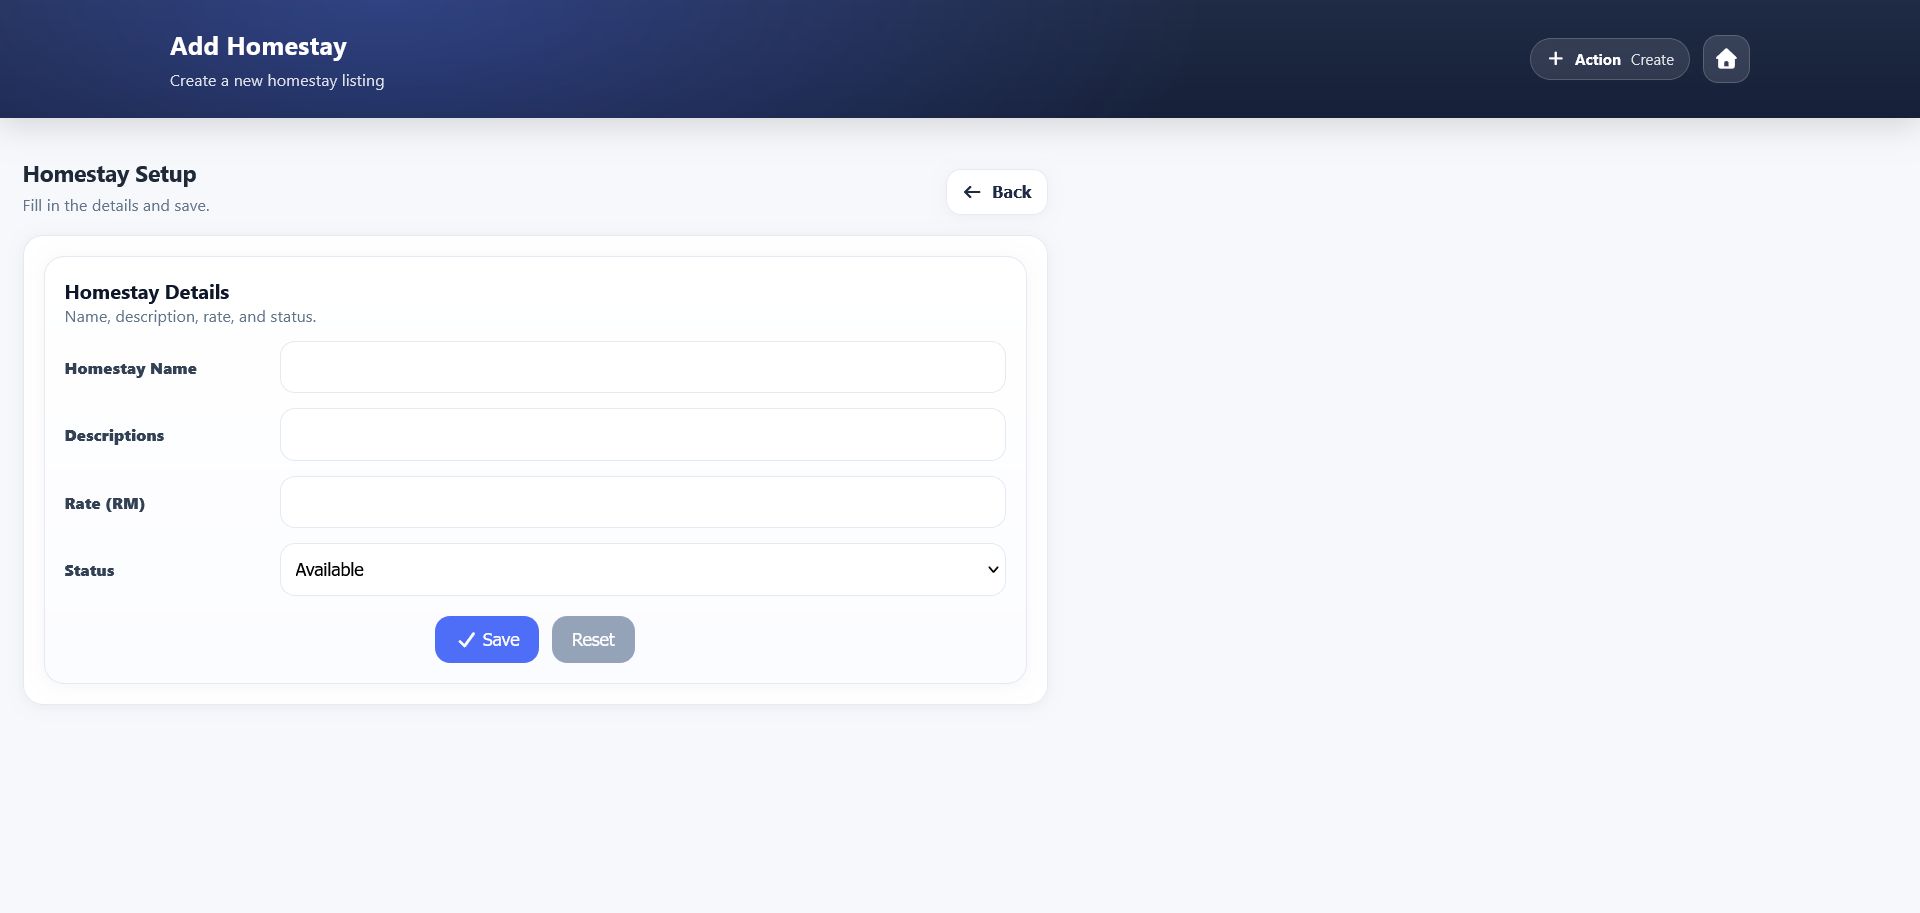 Add Homestay
Create a new homestay listing
Action Create
Homestay Setup
Fill in the details and save.
Back
Homestay Details
Name, description, rate, and status.
Homestay Name
Descriptions
Rate (RM)
Status
Available
Save
Reset